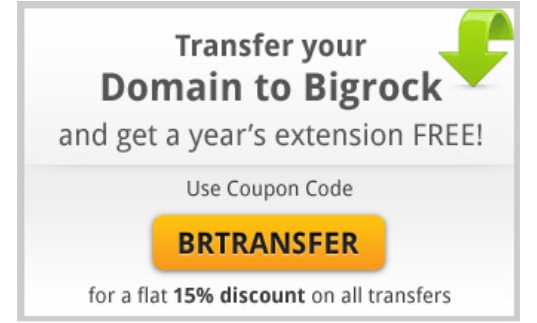 Transfer your
Domain to Bigrock
and get a year's extension FREE!
Use Coupon Code
BRTRANSFER
for a flat 15% discount on all transfers